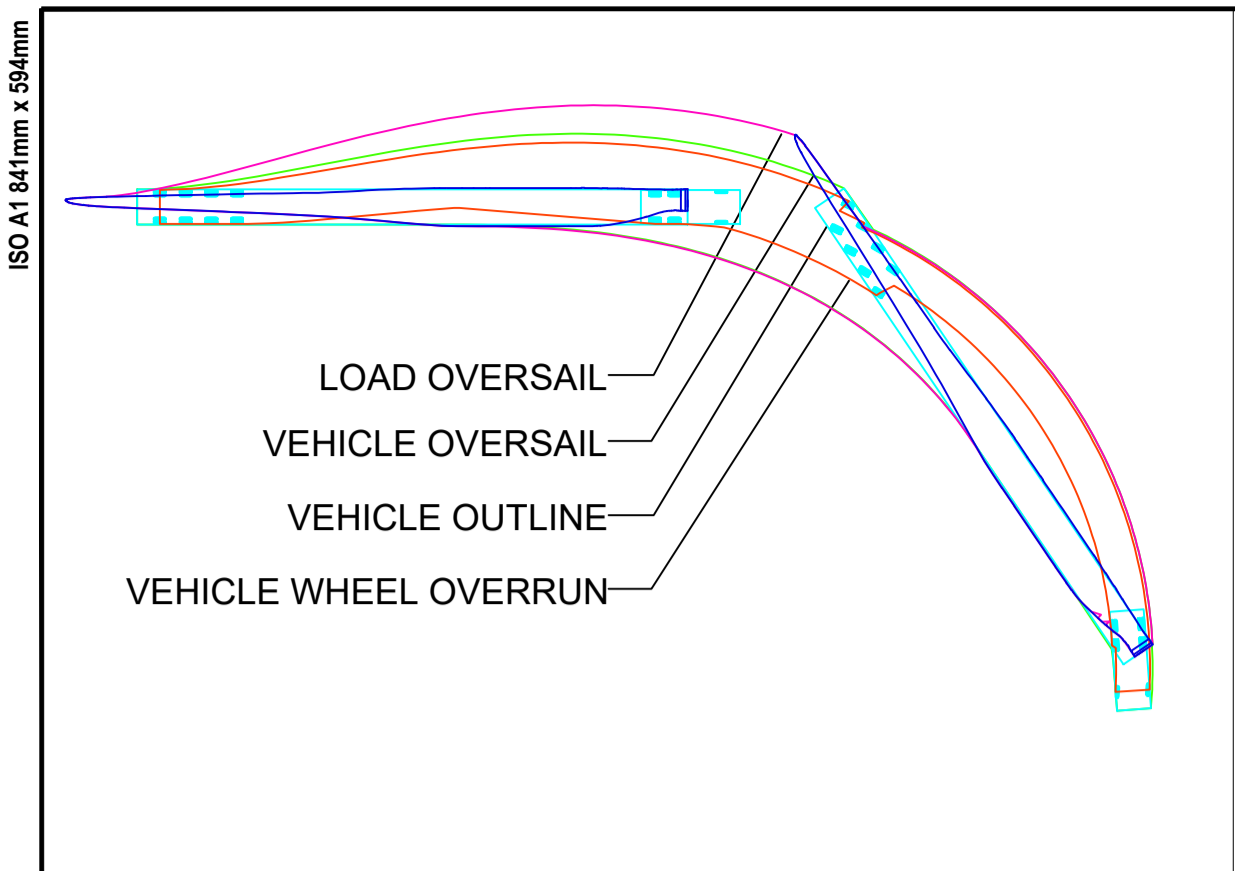 ISO A1 841mm x 594mm
LOAD OVERSAIL
VEHICLE OVERSAIL
VEHICLE OUTLINE
VEHICLE WHEEL OVERRUN